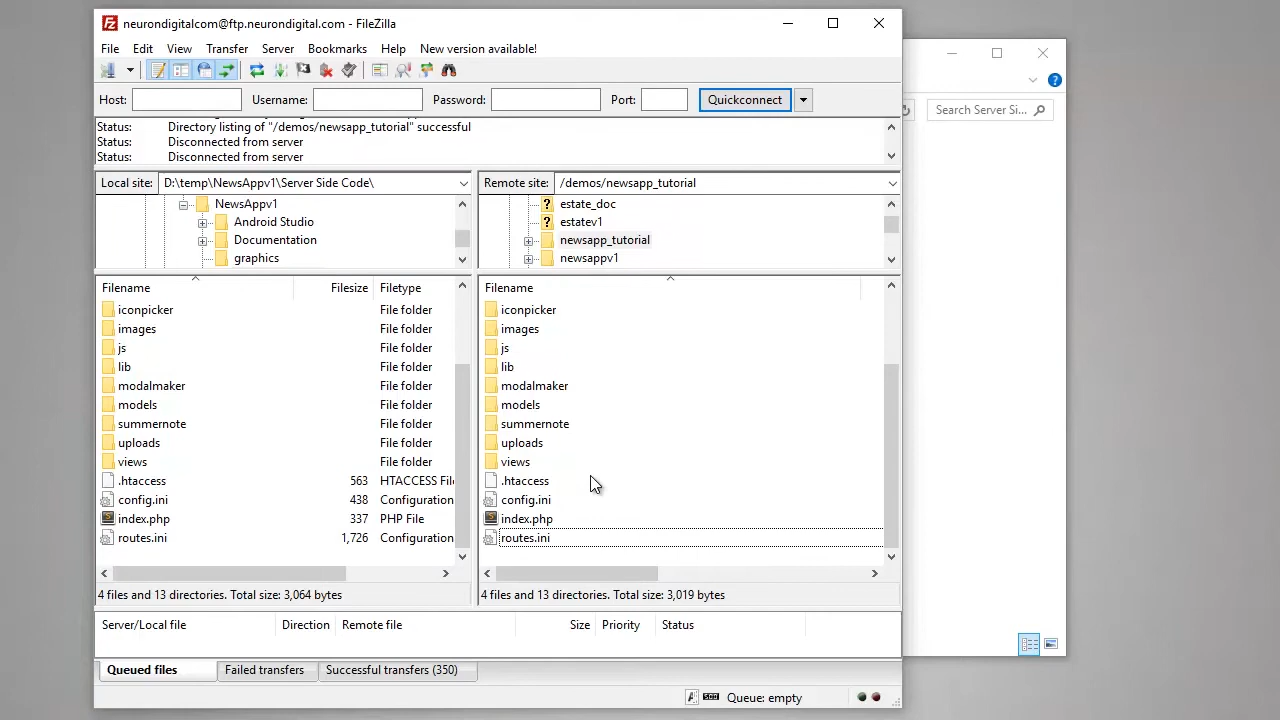 neurondigitalcom@ftp.neurondigital.com - FileZilla
File Edit View Transfer Server Bookmarks Help New version available!
Host: Username: Password: Port: Quickconnect
Search Server Si...
Status: Directory listing of "/demos/newsapp_tutorial" successful
Status: Disconnected from server
Status: Disconnected from server
Local site: D:\temp\NewsAppv1\Server Side Code\
Remote site: /demos/newsapp_tutorial
NewsAppv1
Android Studio
Documentation
graphics
estate_doc
estatev1
newsapp_tutorial
newsappv1
Filename Filesize Filetype
iconpicker File folder
images File folder
js File folder
lib File folder
modalmaker File folder
models File folder
summernote File folder
uploads File folder
views File folder
.htaccess 563 HTACCESS Fil
config.ini 438 Configuration
index.php 337 PHP File
routes.ini 1,726 Configuration
4 files and 13 directories. Total size: 3,064 bytes
Filename
iconpicker
images
js
lib
modalmaker
models
summernote
uploads
views
.htaccess
config.ini
index.php
routes.ini
4 files and 13 directories. Total size: 3,019 bytes
Server/Local file Direction Remote file Size Priority Status
Queued files Failed transfers Successful transfers (350)
Queue: empty